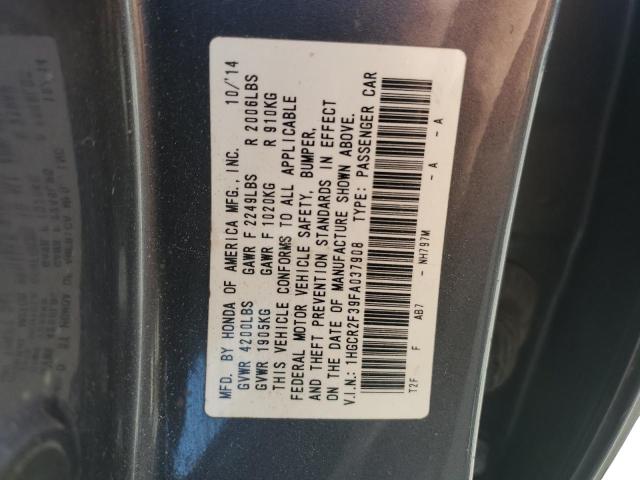 MFD. BY HONDA OF AMERICA MFG., INC. 10/'14
GVWR 4200LBS GAWR F 2249LBS R 2006LBS
GVWR 1905KG GAWR F 1020KG R 910KG
THIS VEHICLE CONFORMS TO ALL APPLICABLE
FEDERAL MOTOR VEHICLE SAFETY, BUMPER,
AND THEFT PREVENTION STANDARDS IN EFFECT
ON THE DATE OF MANUFACTURE SHOWN ABOVE.
V.I.N.: 1HGCR2F39FA037908 TYPE: PASSENGER CAR
T2F F AB7 - NH797M - A - A